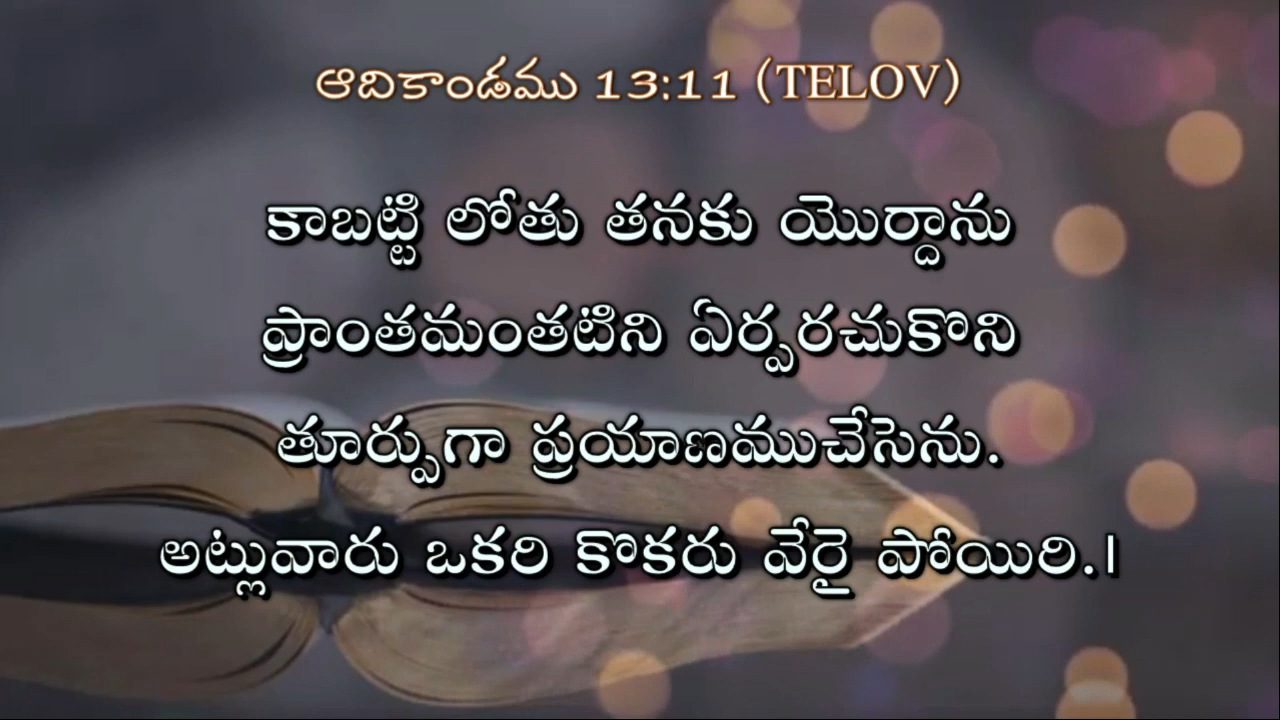 ఆదికాండము 13:11 (TELOV)
కాబట్టి లోతు తనకు యొర్దాను
ప్రాంతమంతటిని ఏర్పరచుకొని
తూర్పుగా ప్రయాణముచేసెను.
అట్లువారు ఒకరి కొకరు వేరై పోయిరి.।